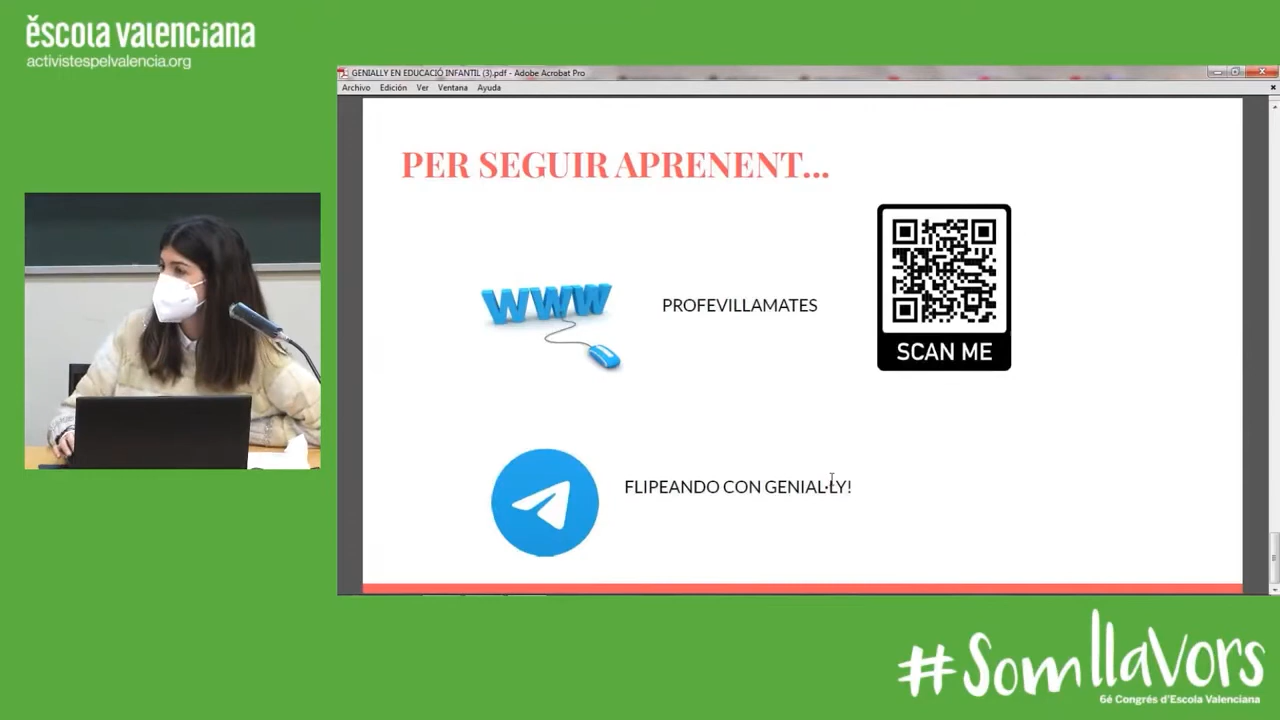 escola valenciana
activistespelvalencia.org
GENIALLY EN EDUCACIÓ INFANTIL (3).pdf - Adobe Acrobat Pro
Archivo Edición Ver Ventana Ayuda
PER SEGUIR APRENENT...
WWW
PROFEVILLAMATES
SCAN ME
FLIPEANDO CON GENIAL·LY!
#Somllavors
6é Congrés d'Escola Valenciana